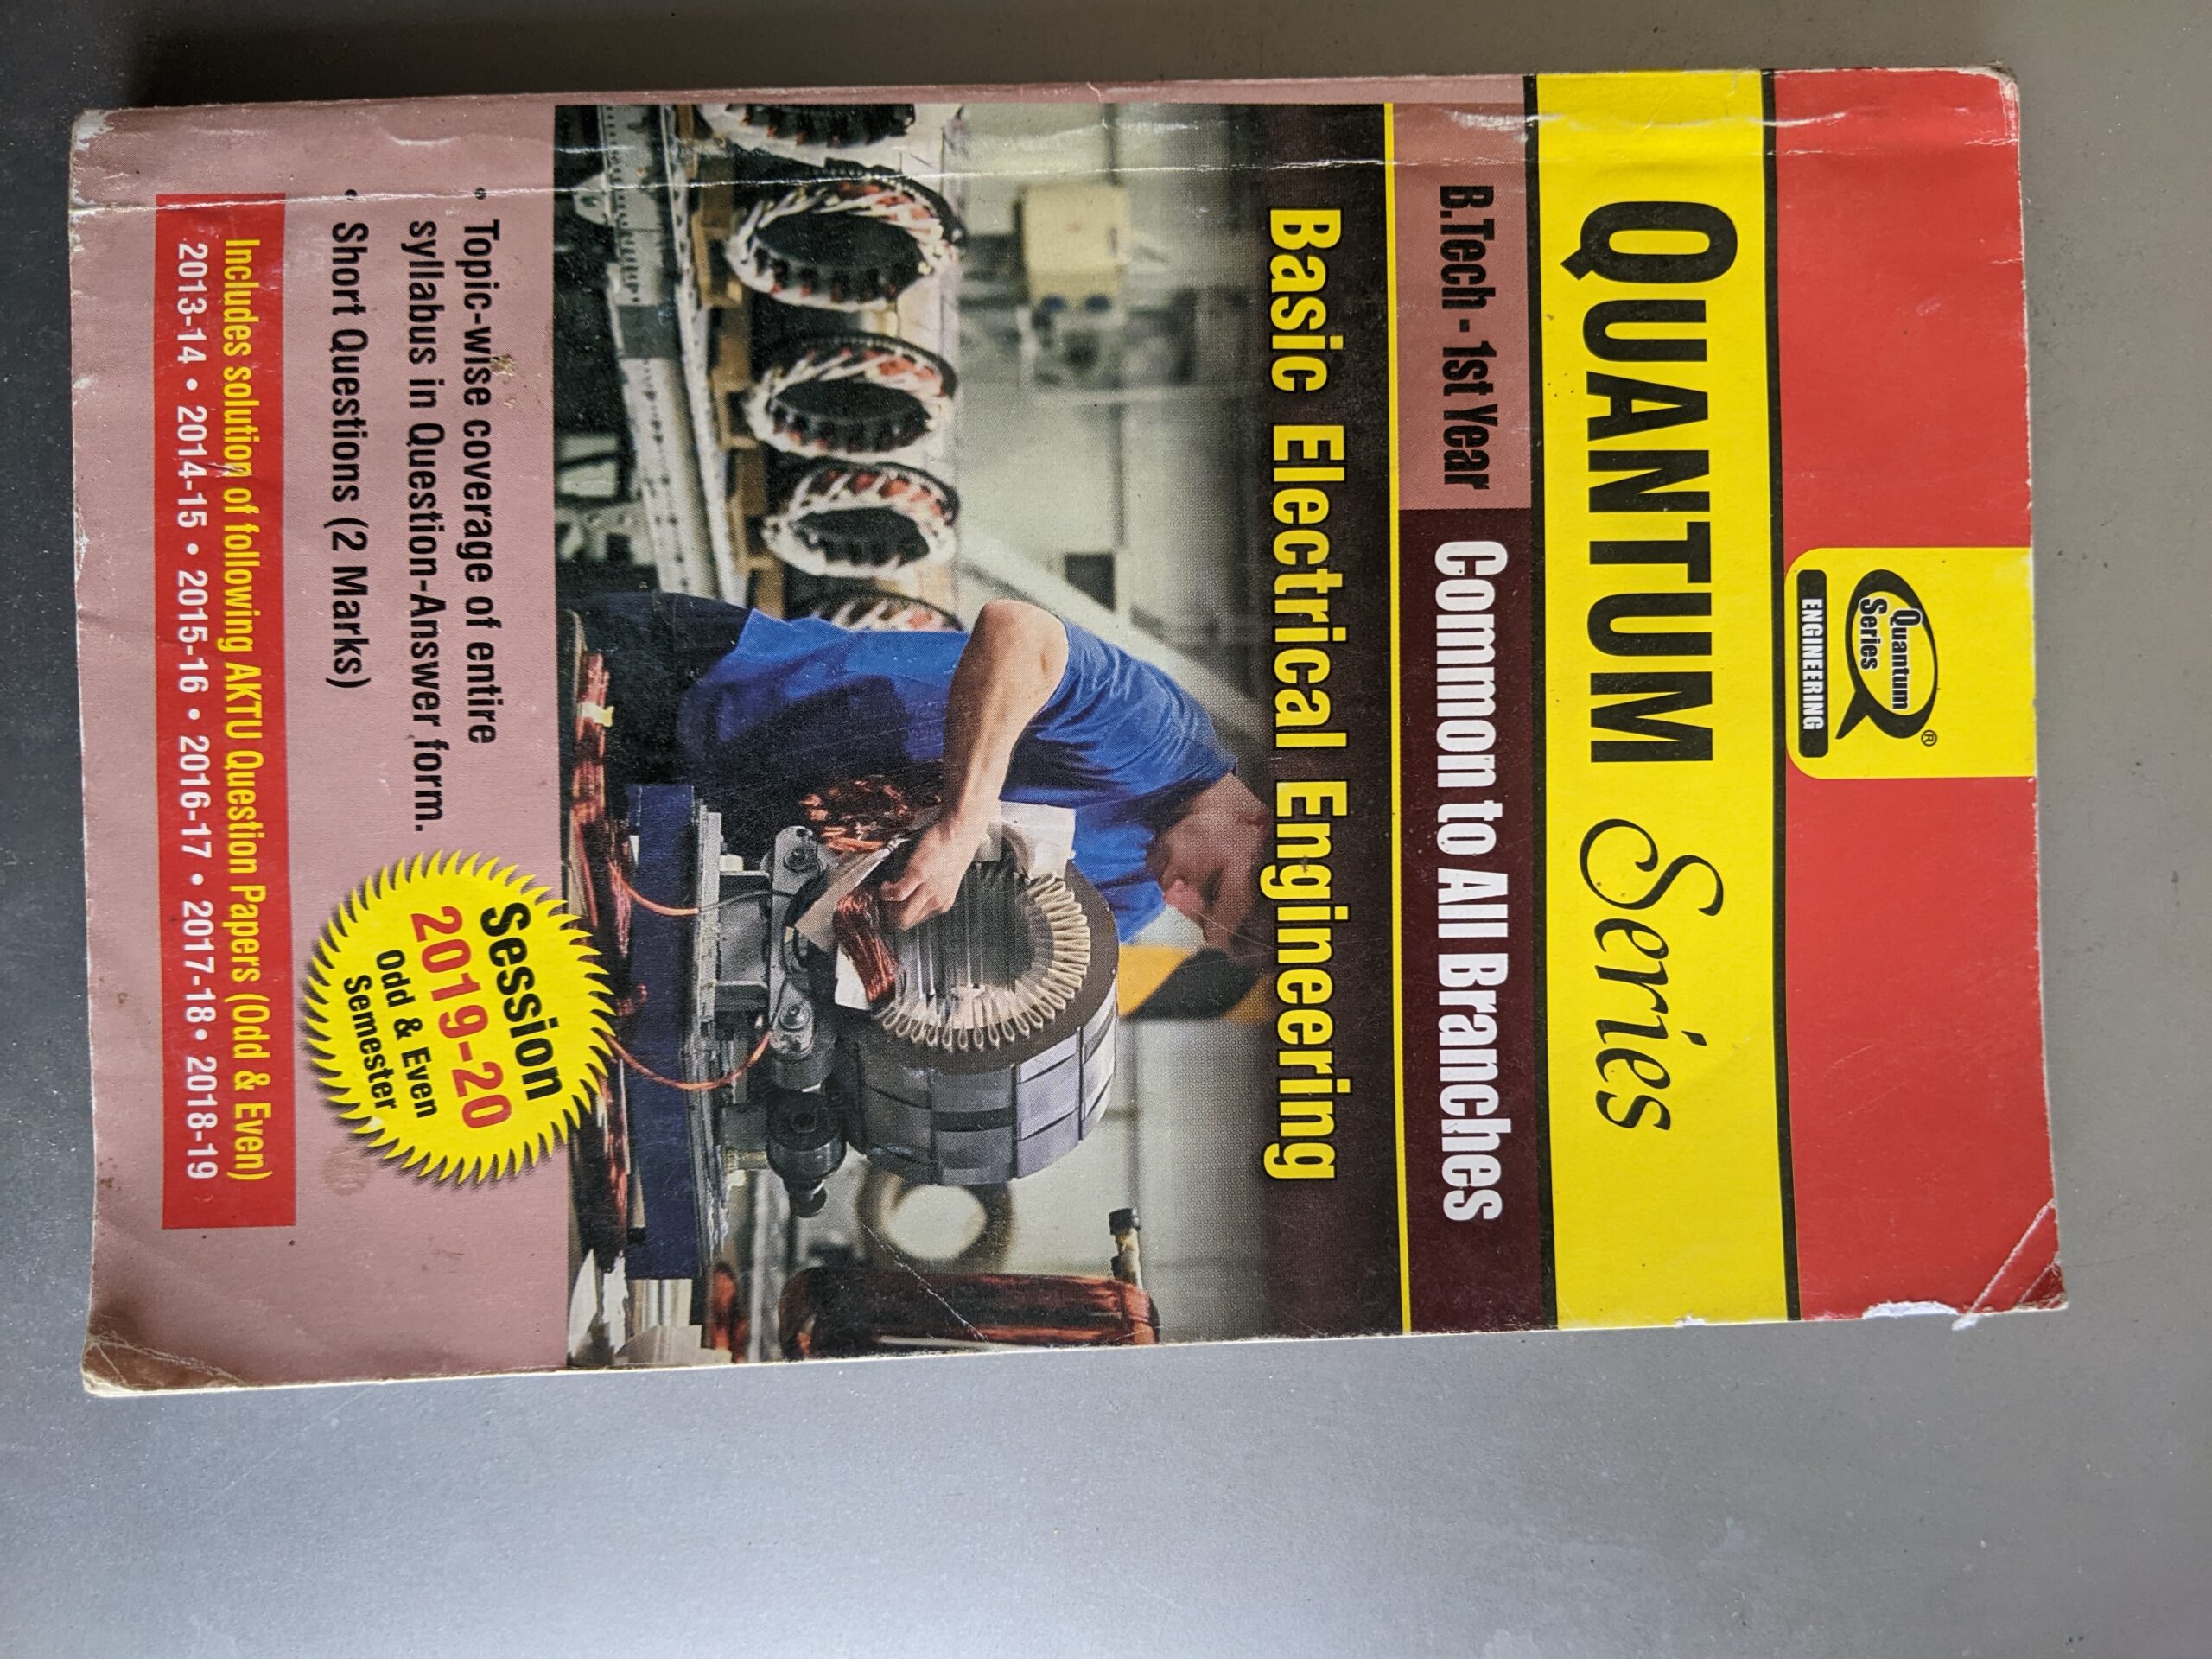 Quantum
Series
®
ENGINEERING
QUANTUM Series
B.Tech - 1st Year Common to All Branches
Basic Electrical Engineering
• Topic-wise coverage of entire
syllabus in Question-Answer form.
• Short Questions (2 Marks)
Session
2019-20
Odd & Even
Semester
Includes solution of following AKTU Question Papers (Odd & Even)
2013-14 • 2014-15 • 2015-16 • 2016-17 • 2017-18 • 2018-19